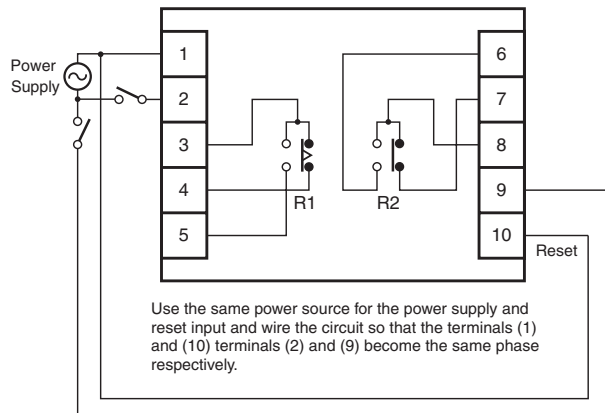 Power
Supply
1
2
3
4
5
6
7
8
9
10
R1
R2
Reset
Use the same power source for the power supply and
reset input and wire the circuit so that the terminals (1)
and (10) terminals (2) and (9) become the same phase
respectively.